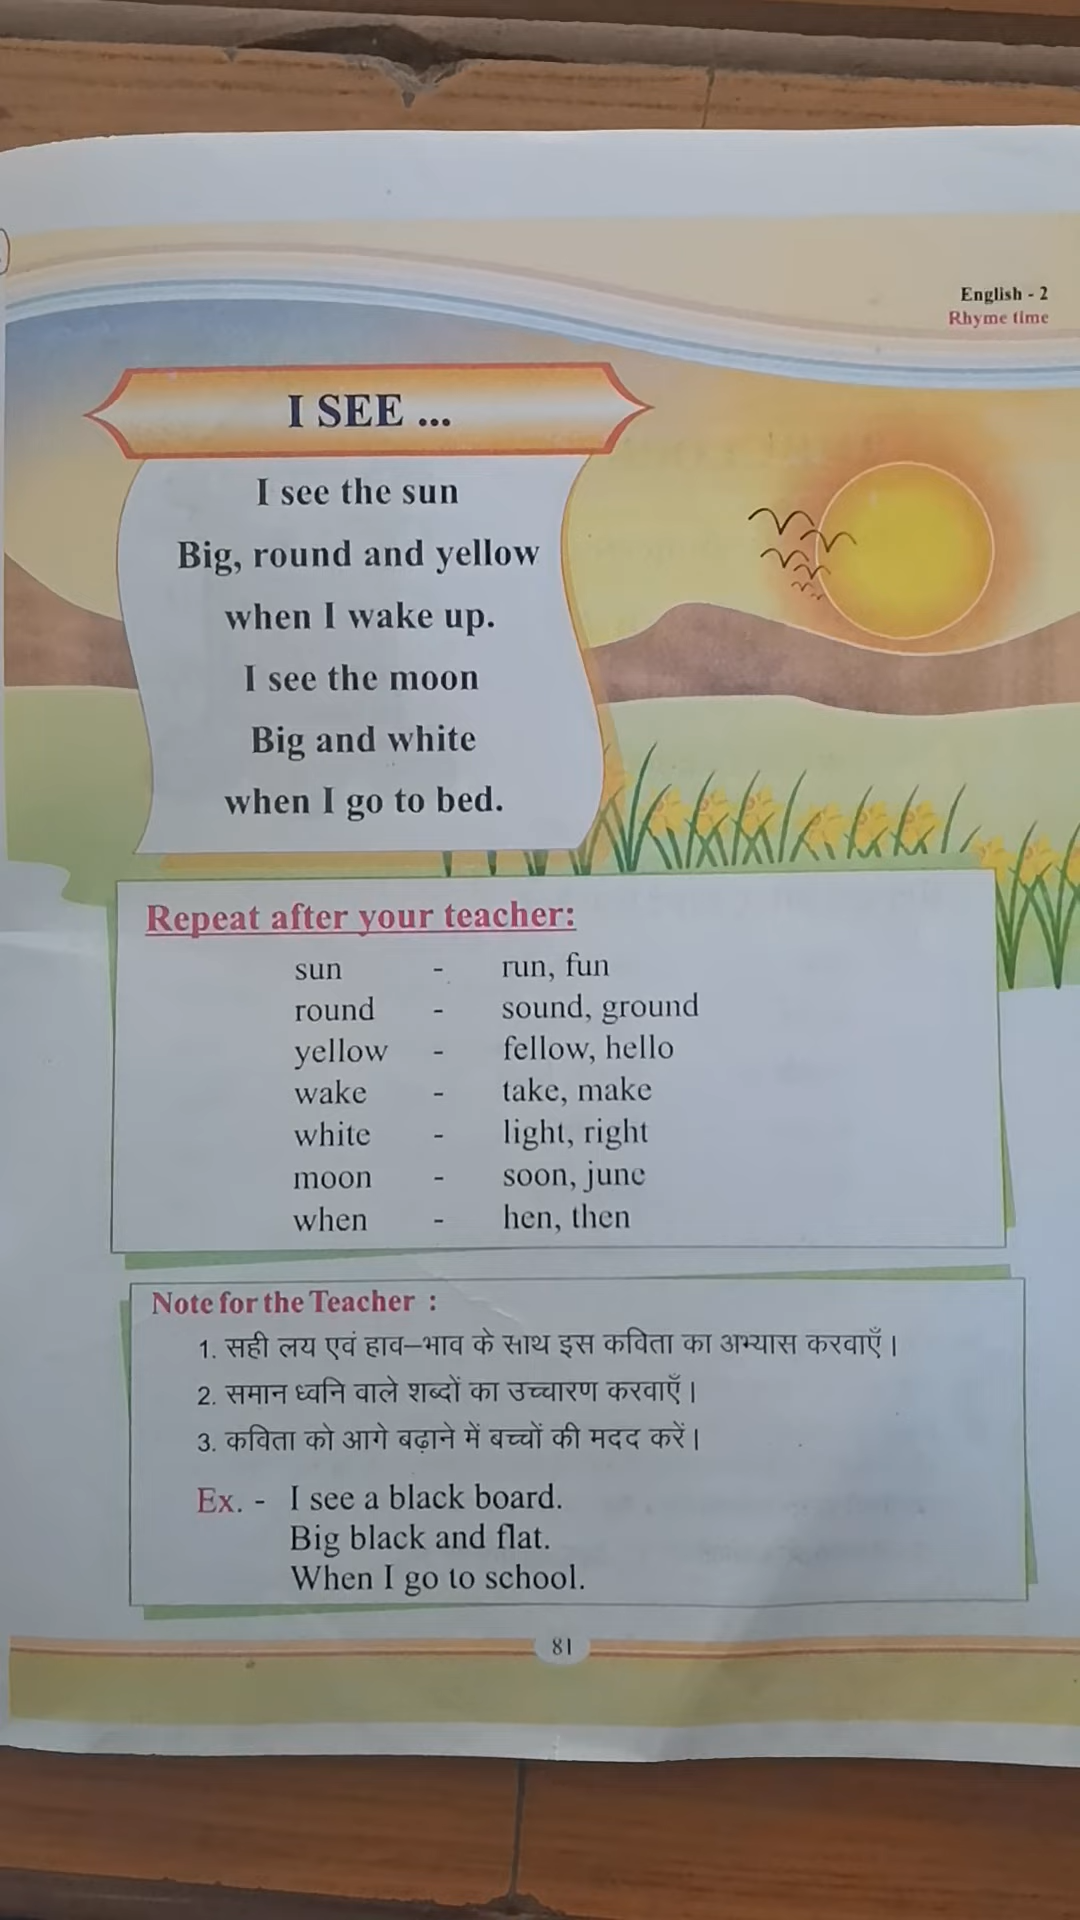 English - 2
Rhyme time
I SEE ...
I see the sun
Big, round and yellow
when I wake up.
I see the moon
Big and white
when I go to bed.
Repeat after your teacher:
sun - run, fun
round - sound, ground
yellow - fellow, hello
wake - take, make
white - light, right
moon - soon, june
when - hen, then
Note for the Teacher :
1. सही लय एवं हाव–भाव के साथ इस कविता का अभ्यास करवाएँ।
2. समान ध्वनि वाले शब्दों का उच्चारण करवाएँ।
3. कविता को आगे बढ़ाने में बच्चों की मदद करें।
Ex. - I see a black board.
Big black and flat.
When I go to school.
81